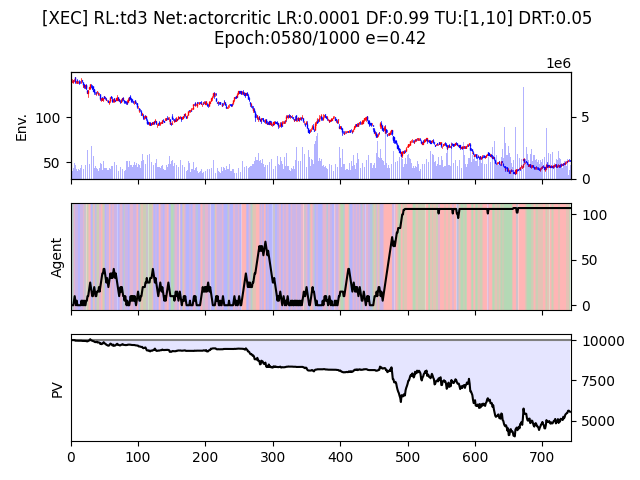 [XEC] RL:td3 Net:actorcritic LR:0.0001 DF:0.99 TU:[1,10] DRT:0.05
Epoch:0580/1000 e=0.42
1e6
Env.
100
50
5
0
Agent
100
50
0
PV
10000
7500
5000
0 100 200 300 400 500 600 700